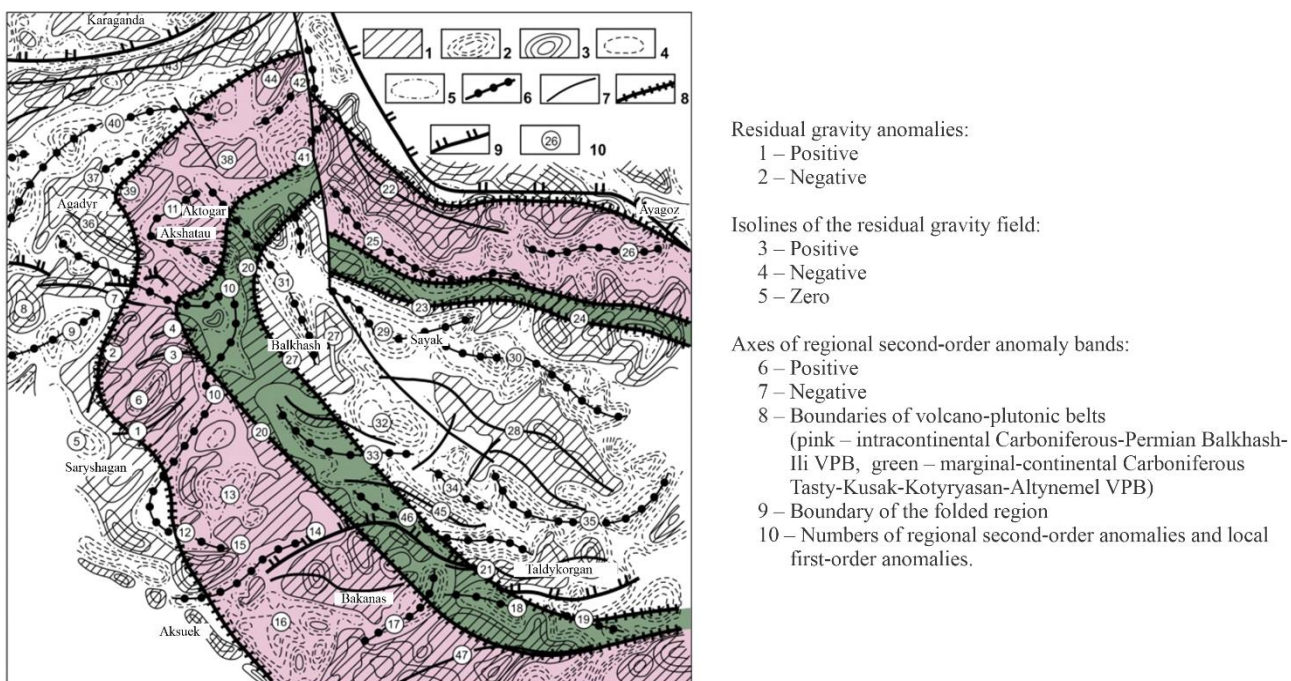 Karaganda
1
2
3
4
43
44
42
5
6
7
8
40
9
26
10
38
41
37
39
22
Ayagoz
Agadyr
11
Aktogar
36
Akshatau
25
26
20
7
10
31
8
23
24
9
4
29
Sayak
27
Balkhash
2
3
27
30
6
10
28
1
20
32
5
33
Saryshagan
13
34
45
35
46
12
14
15
21
Taldykorgan
Bakanas
18
16
17
19
Aksuek
47
Residual gravity anomalies:
1 – Positive
2 – Negative
Isolines of the residual gravity field:
3 – Positive
4 – Negative
5 – Zero
Axes of regional second-order anomaly bands:
6 – Positive
7 – Negative
8 – Boundaries of volcano-plutonic belts
(pink – intracontinental Carboniferous-Permian Balkhash-
Ili VPB, green – marginal-continental Carboniferous
Tasty-Kusak-Kotyryasan-Altynemel VPB)
9 – Boundary of the folded region
10 – Numbers of regional second-order anomalies and local
first-order anomalies.